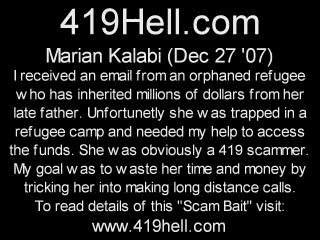 419Hell.com
Marian Kalabi (Dec 27 '07)
I received an email from an orphaned refugee
who has inherited millions of dollars from her
late father. Unfortunetly she was trapped in a
refugee camp and needed my help to access
the funds. She was obviously a 419 scammer.
My goal was to waste her time and money by
tricking her into making long distance calls.
To read details of this "Scam Bait" visit:
www.419hell.com